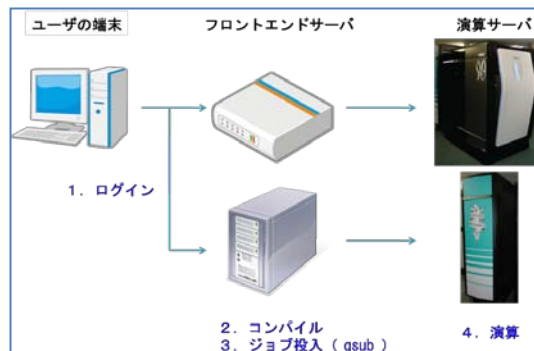 ユーザの端末
フロントエンドサーバ
演算サーバ
1. ログイン
2. コンパイル
3. ジョブ投入 ( qsub )
4. 演算